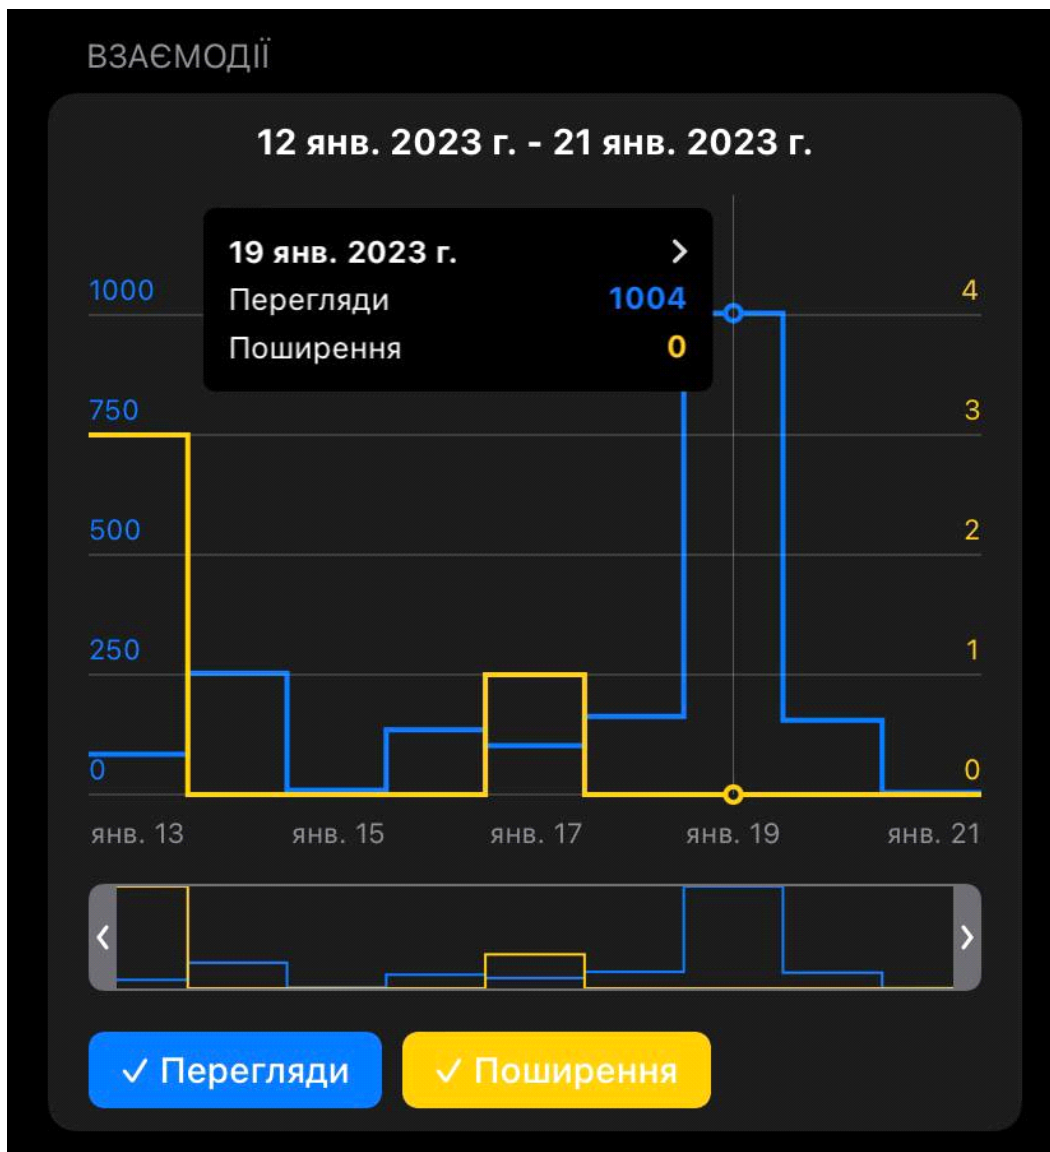 ВЗАЄМОДІЇ
12 янв. 2023 г. - 21 янв. 2023 г.
19 янв. 2023 г.
Перегляди 1004
Поширення 0
1000 4
750 3
500 2
250 1
0 0
янв. 13 янв. 15 янв. 17 янв. 19 янв. 21
Перегляди Поширення